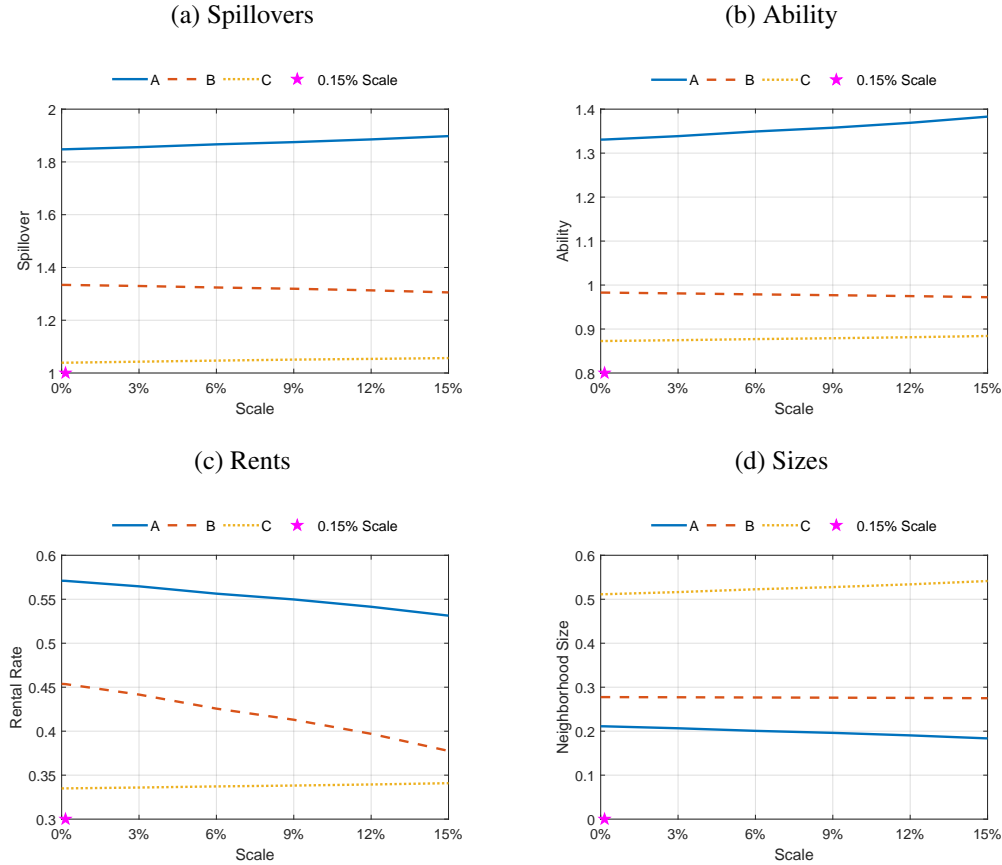 (a) Spillovers
A B C 0.15% Scale
2
1.8
1.6
1.4
1.2
1
Spillover
0% 3% 6% 9% 12% 15%
Scale
(b) Ability
A B C 0.15% Scale
1.4
1.3
1.2
1.1
1
0.9
0.8
Ability
0% 3% 6% 9% 12% 15%
Scale
(c) Rents
A B C 0.15% Scale
0.6
0.55
0.5
0.45
0.4
0.35
0.3
Rental Rate
0% 3% 6% 9% 12% 15%
Scale
(d) Sizes
A B C 0.15% Scale
0.6
0.5
0.4
0.3
0.2
0.1
0
Neighborhood Size
0% 3% 6% 9% 12% 15%
Scale